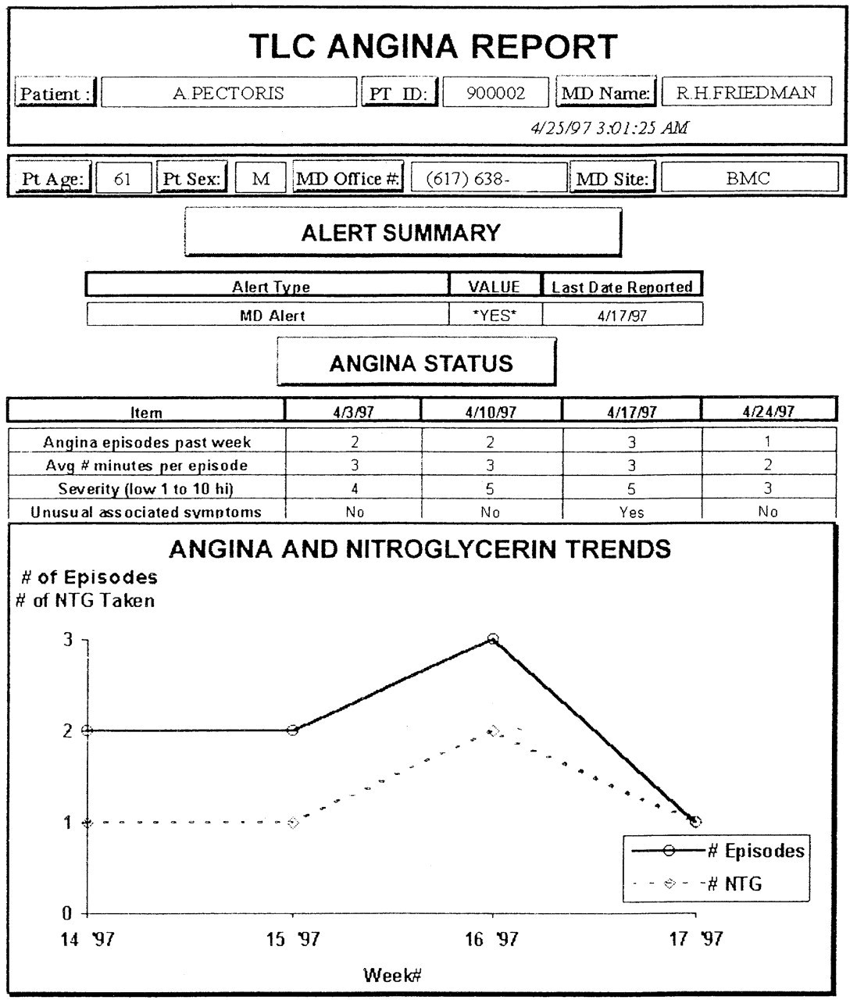 TLC ANGINA REPORT
Patient : A.PECTORIS PT ID: 900002 MD Name: R.H.FRIEDMAN
4/25/97 3:01:25 AM
Pt Age: 61 Pt Sex: M MD Office #: (617) 638- MD Site: BMC
ALERT SUMMARY
Alert Type VALUE Last Date Reported
MD Alert *YES* 4/17/97
ANGINA STATUS
Item 4/3/97 4/10/97 4/17/97 4/24/97
Angina episodes past week 2 2 3 1
Avg # minutes per episode 3 3 3 2
Severity (low 1 to 10 hi) 4 5 5 3
Unusual associated symptoms No No Yes No
ANGINA AND NITROGLYCERIN TRENDS
# of Episodes
# of NTG Taken
3
2
1
# Episodes
# NTG
0
14 '97 15 '97 16 '97 17 '97
Week#